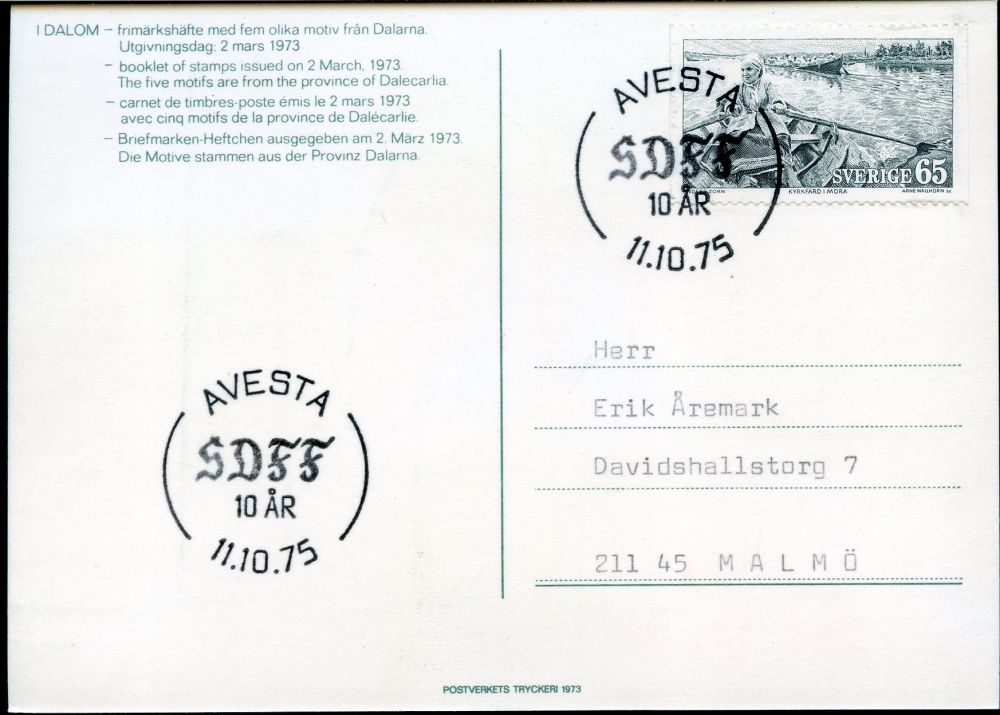 I DALOM – frimärkshäfte med fem olika motiv från Dalarna.
Utgivningsdag: 2 mars 1973
– booklet of stamps issued on 2 March, 1973.
The five motifs are from the province of Dalecarlia.
– carnet de timbres-poste émis le 2 mars 1973
avec cinq motifs de la province de Dalécarlie.
– Briefmarken-Heftchen ausgegeben am 2. März 1973.
Die Motive stammen aus der Provinz Dalarna.
AVESTA
SDFF
10 ÅR
11.10.75
SVERIGE 65
ZORN KYRKFÄRD I MORA ARNE WALLHORN SC
Herr
Erik Åremark
Davidshallstorg 7
211 45 M A L M Ö
AVESTA
SDFF
10 ÅR
11.10.75
POSTVERKETS TRYCKERI 1973